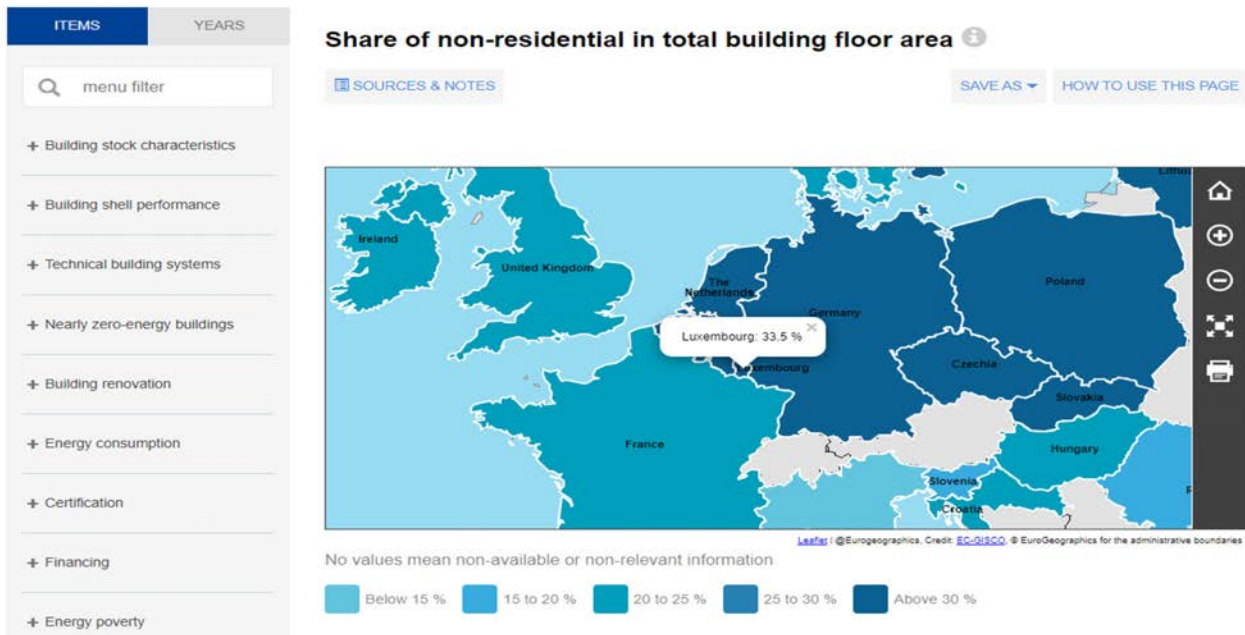 ITEMS
YEARS
menu filter
+ Building stock characteristics
+ Building shell performance
+ Technical building systems
+ Nearly zero-energy buildings
+ Building renovation
+ Energy consumption
+ Certification
+ Financing
+ Energy poverty
Share of non-residential in total building floor area
SOURCES & NOTES
SAVE AS
HOW TO USE THIS PAGE
Ireland
United Kingdom
The
Netherlands
Germany
Poland
Luxembourg: 33.5 % ×
Luxembourg
Czechia
Slovakia
France
Hungary
Slovenia
Croatia
Leaflet | @Eurogeographics, Credit: EC-GISCO, © EuroGeographics for the administrative boundaries
No values mean non-available or non-relevant information
Below 15 %
15 to 20 %
20 to 25 %
25 to 30 %
Above 30 %